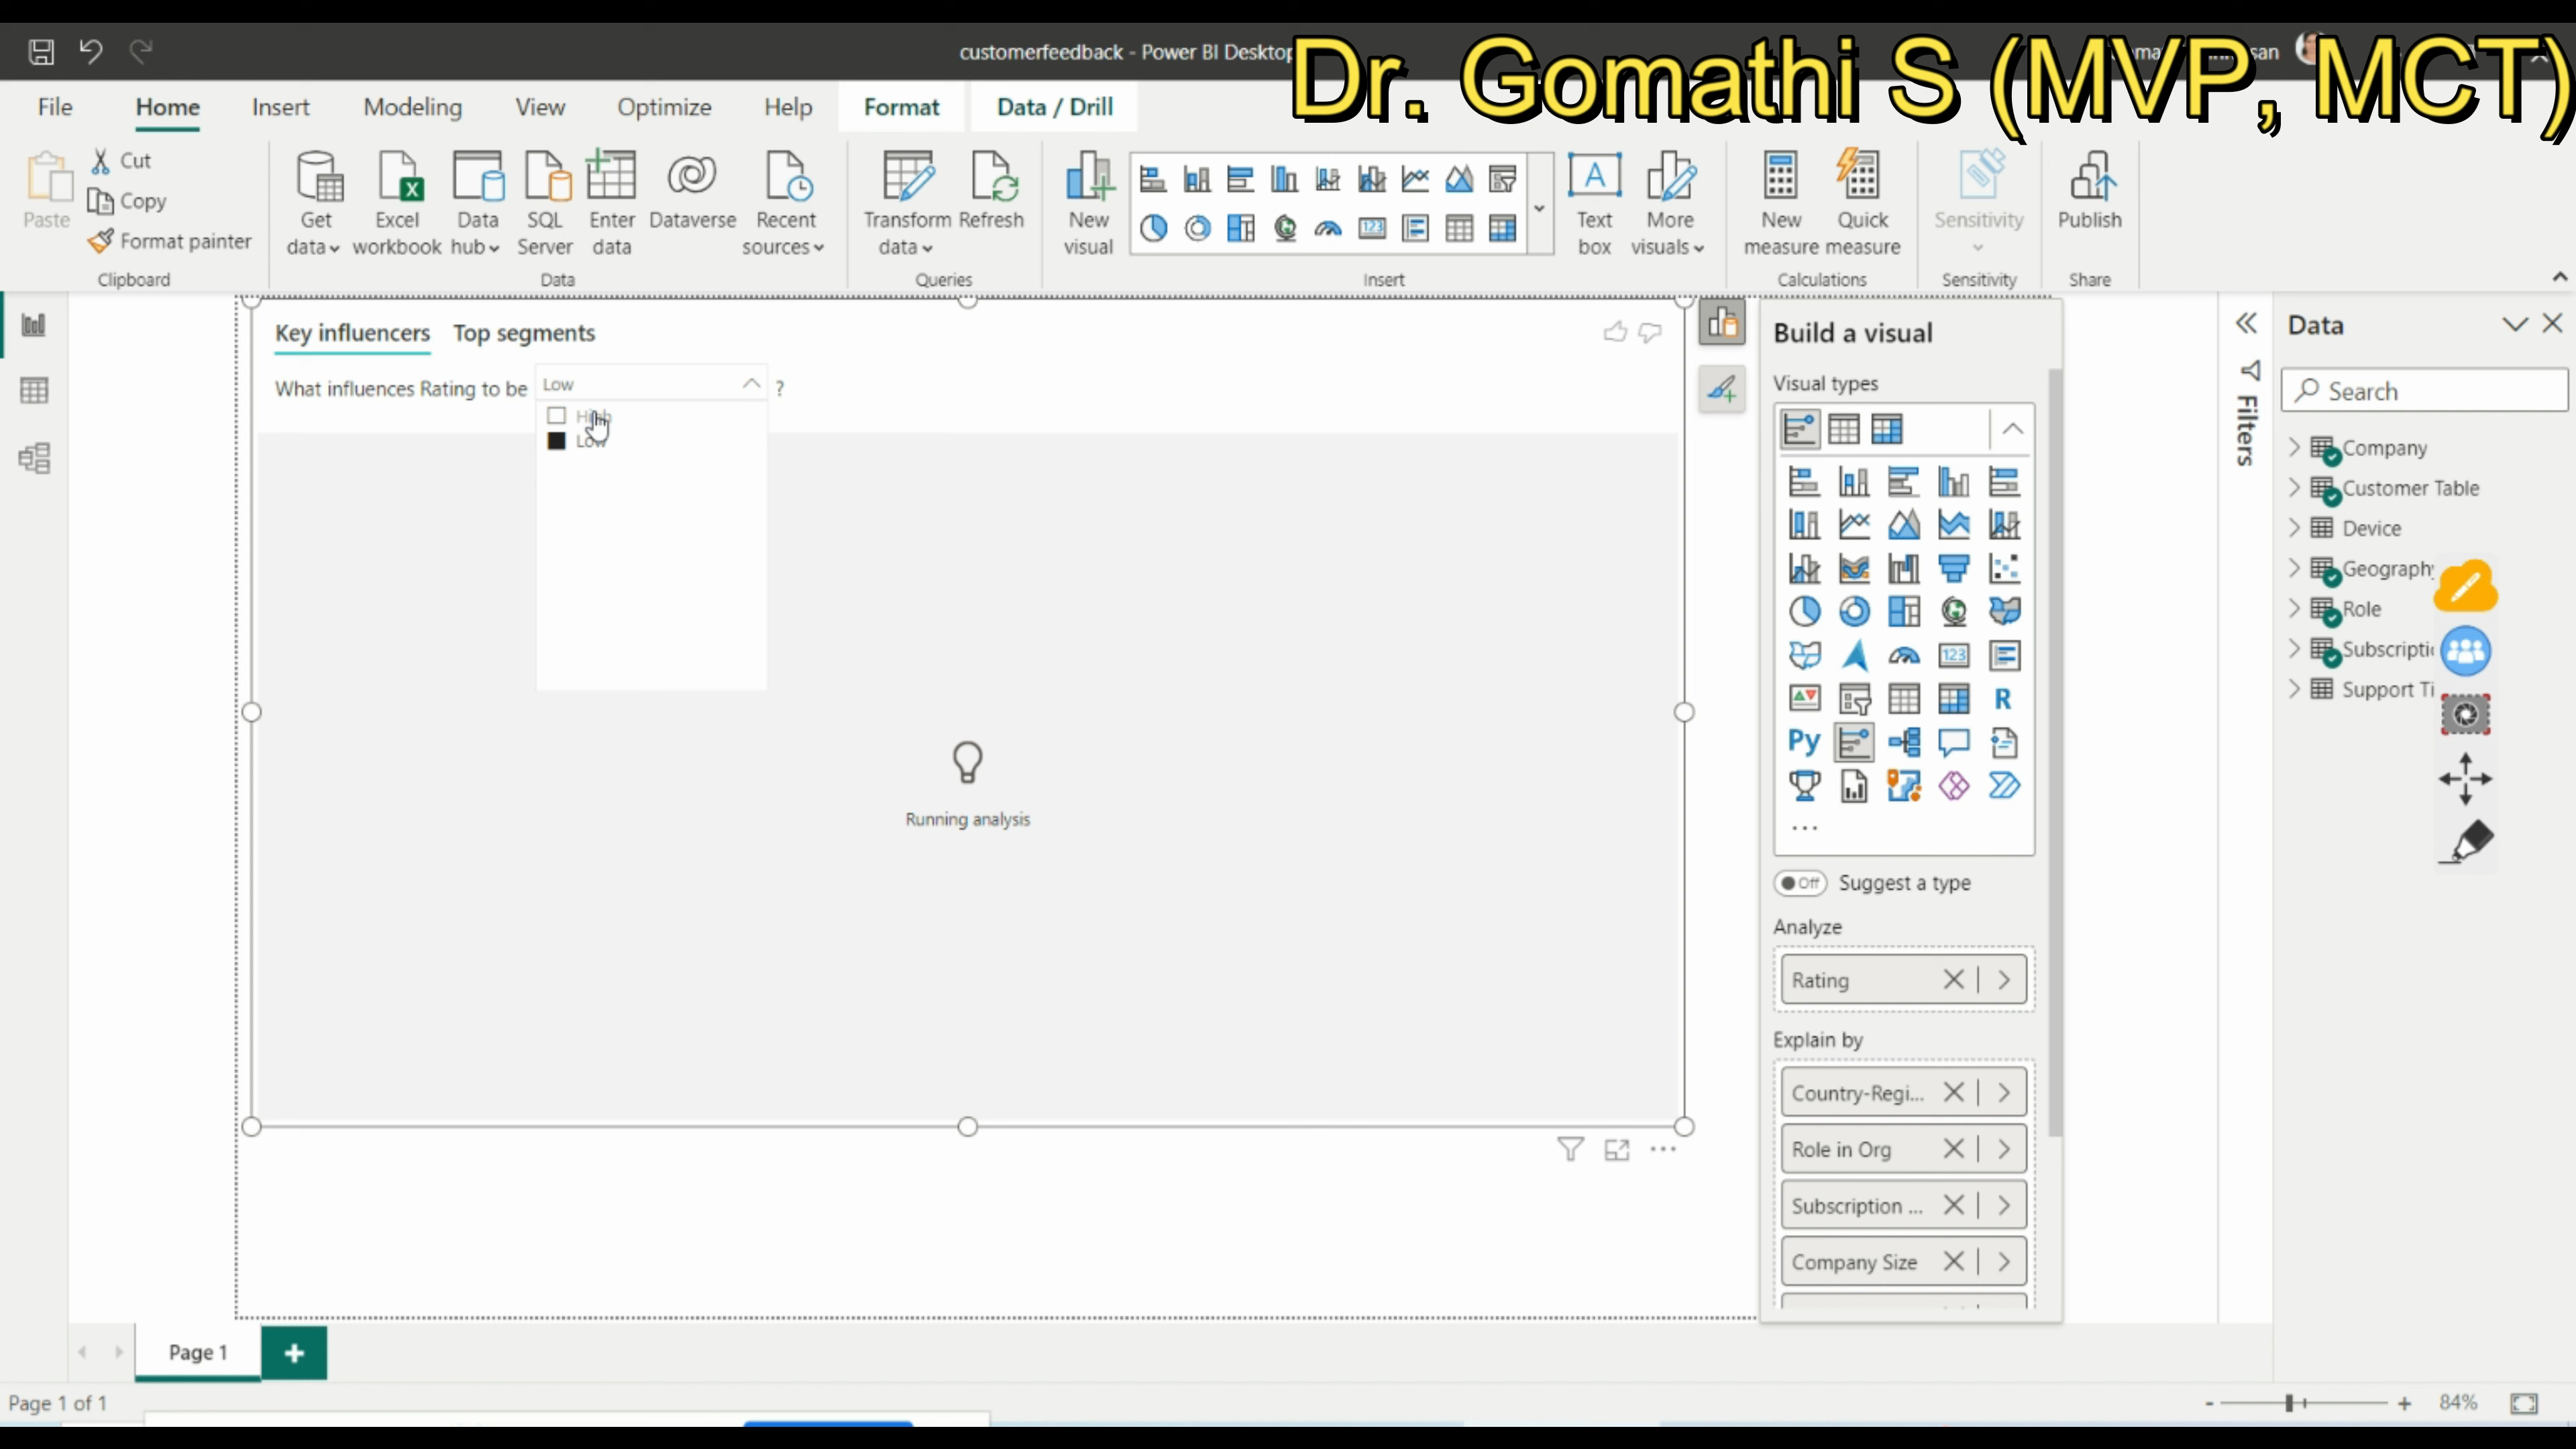 customerfeedback - Power BI Desktop
Dr. Gomathi S (MVP, MCT)
File Home Insert Modeling View Optimize Help Format Data / Drill
Paste
Cut
Copy
Format painter
Clipboard
Get data
Excel workbook
Data hub
SQL Server
Enter data
Dataverse
Recent sources
Data
Transform data
Refresh
Queries
New visual
Insert
A
Text box
More visuals
New measure
Quick measure
Calculations
Sensitivity
Sensitivity
Publish
Share
Key influencers Top segments
What influences Rating to be Low ?
High
Low
Running analysis
Build a visual
Visual types
123
R
Py
...
Off Suggest a type
Analyze
Rating
Explain by
Country-Regi...
Role in Org
Subscription ...
Company Size
Filters
Data
Search
Company
Customer Table
Device
Geography
Role
Subscripti
Support Ti
Page 1
Page 1 of 1
- + 84%